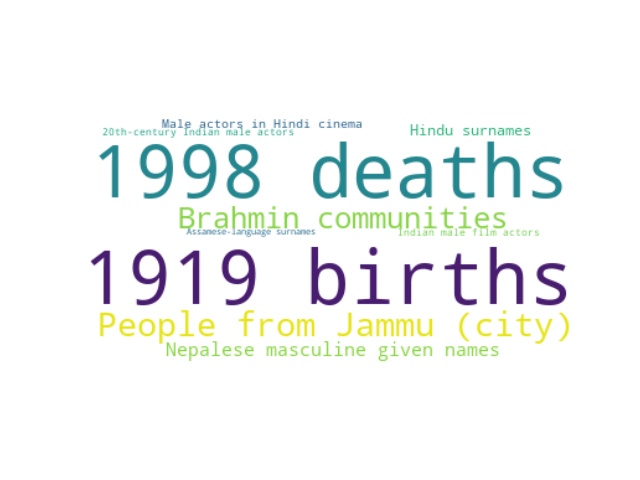 Male actors in Hindi cinema
20th-century Indian male actors
Hindu surnames
1998 deaths
Brahmin communities
Assamese-language surnames
Indian male film actors
1919 births
People from Jammu (city)
Nepalese masculine given names